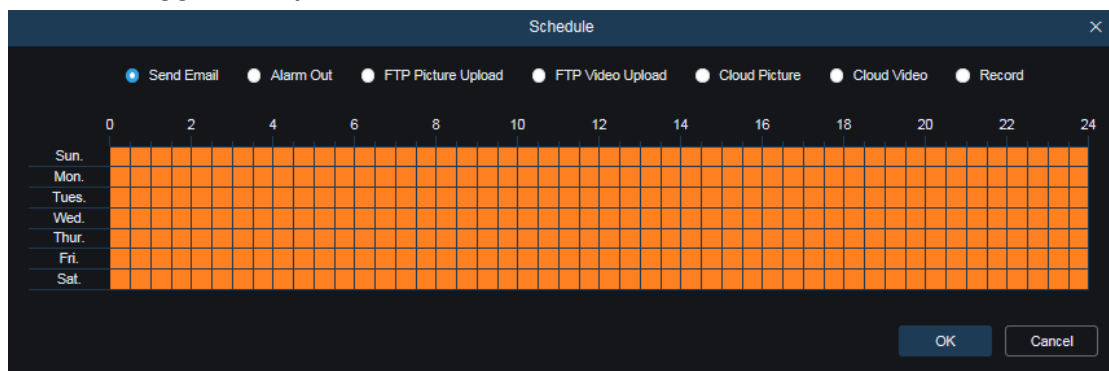 Schedule
Send Email Alarm Out FTP Picture Upload FTP Video Upload Cloud Picture Cloud Video Record
0 2 4 6 8 10 12 14 16 18 20 22 24
Sun.
Mon.
Tues.
Wed.
Thur.
Fri.
Sat.
OK Cancel